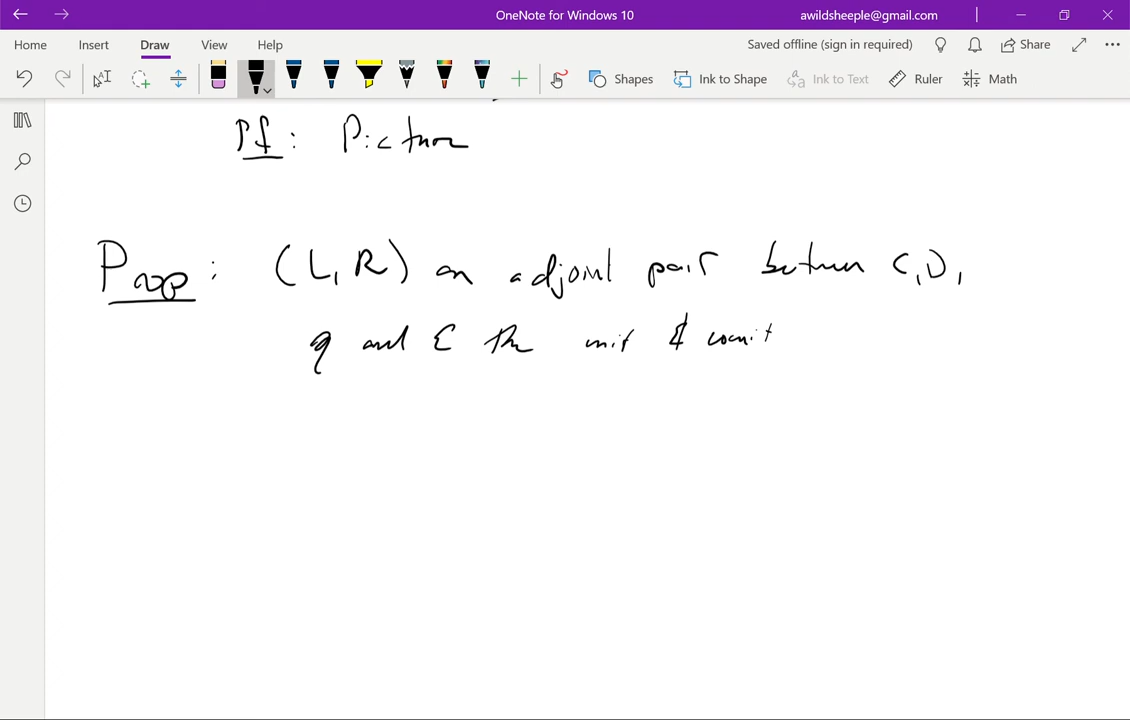 OneNote for Windows 10
awildsheeple@gmail.com
Home Insert Draw View Help
Saved offline (sign in required) Share
Shapes Ink to Shape Ink to Text Ruler Math
Pf: Picture
Prop: (L, R) an adjoint pair between C, D,
η and ε the unit & counit